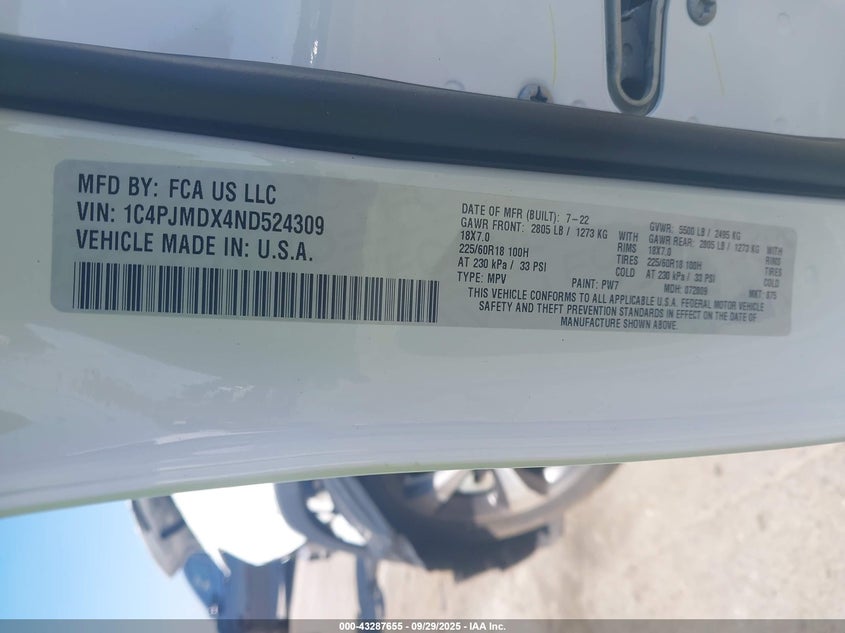 MFD BY: FCA US LLC
VIN: 1C4PJMDX4ND524309
VEHICLE MADE IN: U.S.A.
DATE OF MFR (BUILT): 7-22 GVWR: 5500 LB / 2495 KG
GAWR FRONT: 2805 LB / 1273 KG WITH GAWR REAR: 2805 LB / 1273 KG WITH
18X7.0 RIMS 18X7.0 RIMS
225/60R18 100H TIRES 225/60R18 100H TIRES
AT 230 kPa / 33 PSI COLD AT 230 kPa / 33 PSI COLD
TYPE: MPV PAINT: PW7 MDH: 072809 MKT: 875
THIS VEHICLE CONFORMS TO ALL APPLICABLE U.S.A. FEDERAL MOTOR VEHICLE
SAFETY AND THEFT PREVENTION STANDARDS IN EFFECT ON THE DATE OF
MANUFACTURE SHOWN ABOVE.
000-43287655 - 09/29/2025 - IAA Inc.